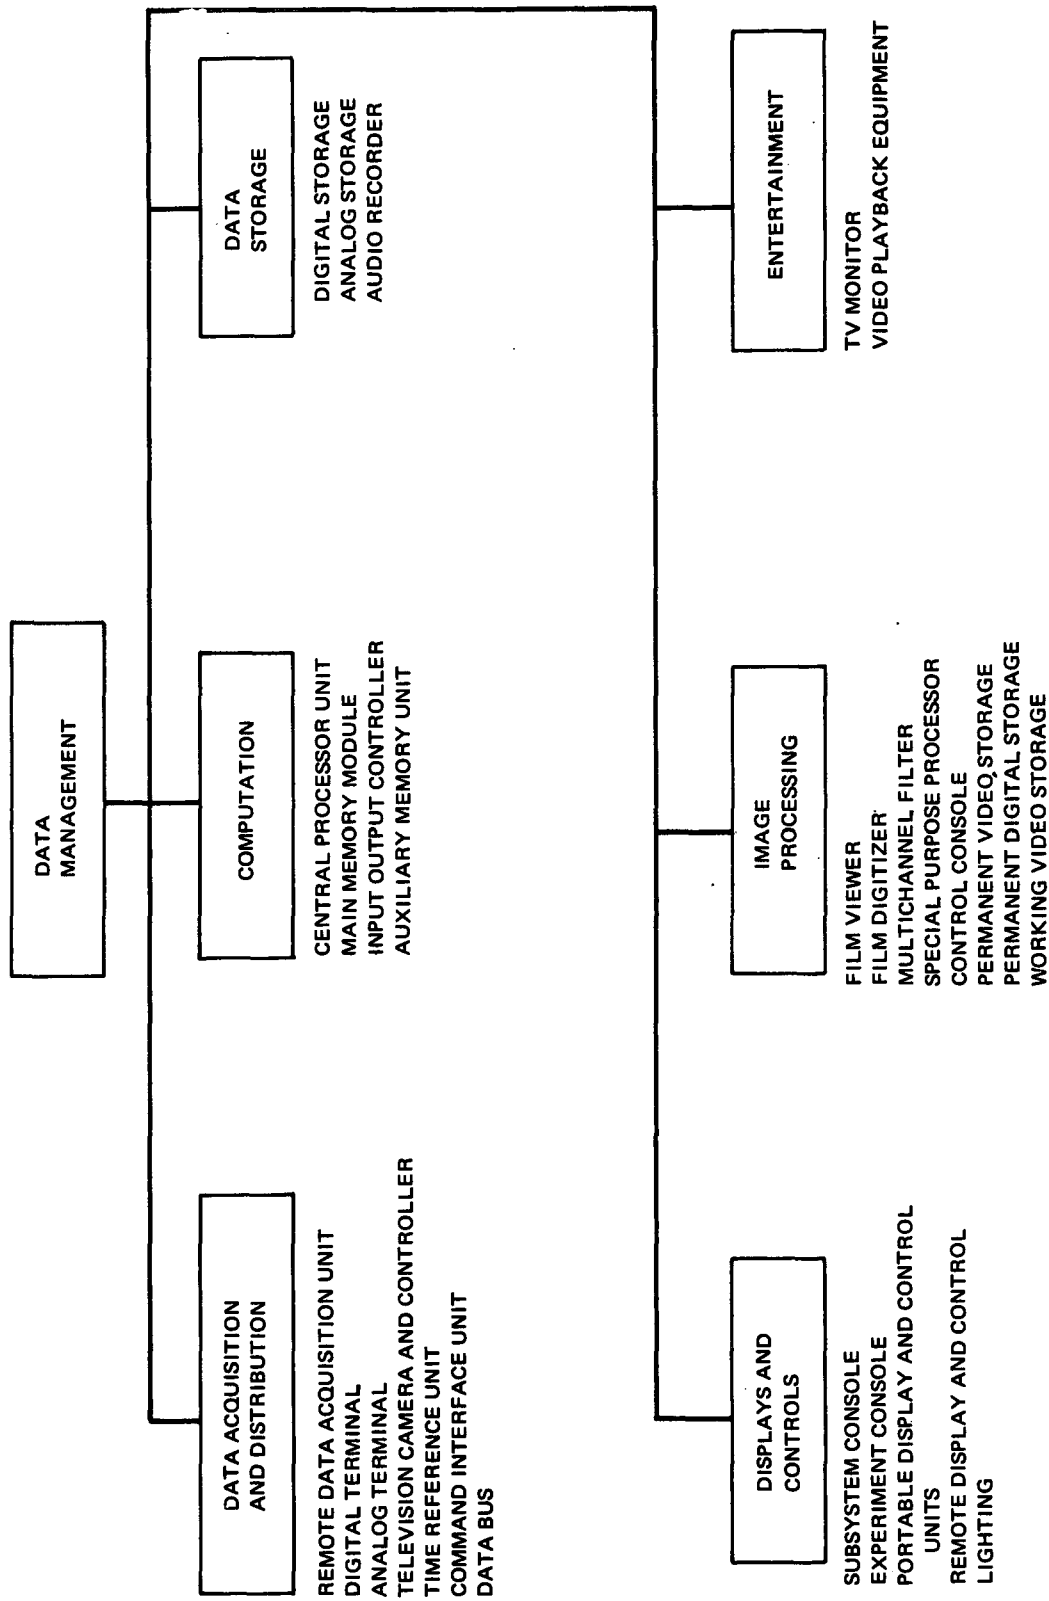 DATA
MANAGEMENT
DATA ACQUISITION
AND DISTRIBUTION
REMOTE DATA ACQUISITION UNIT
DIGITAL TERMINAL
ANALOG TERMINAL
TELEVISION CAMERA AND CONTROLLER
TIME REFERENCE UNIT
COMMAND INTERFACE UNIT
DATA BUS
COMPUTATION
CENTRAL PROCESSOR UNIT
MAIN MEMORY MODULE
INPUT OUTPUT CONTROLLER
AUXILIARY MEMORY UNIT
DATA
STORAGE
DIGITAL STORAGE
ANALOG STORAGE
AUDIO RECORDER
DISPLAYS AND
CONTROLS
SUBSYSTEM CONSOLE
EXPERIMENT CONSOLE
PORTABLE DISPLAY AND CONTROL
UNITS
REMOTE DISPLAY AND CONTROL
LIGHTING
IMAGE
PROCESSING
FILM VIEWER
FILM DIGITIZER
MULTICHANNEL FILTER
SPECIAL PURPOSE PROCESSOR
CONTROL CONSOLE
PERMANENT VIDEO STORAGE
PERMANENT DIGITAL STORAGE
WORKING VIDEO STORAGE
ENTERTAINMENT
TV MONITOR
VIDEO PLAYBACK EQUIPMENT